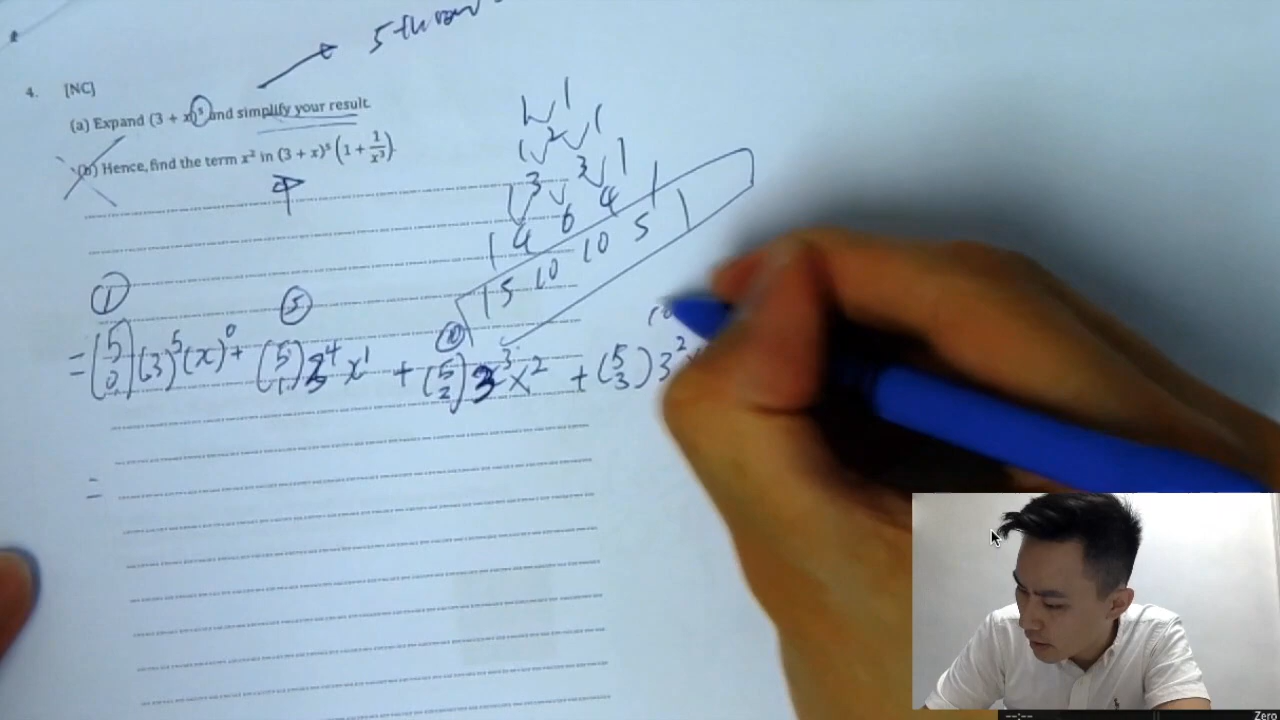 5th row
4. [NC]
(a) Expand (3 + x)⁵ and simplify your result.
(b) Hence, find the term x² in (3 + x)⁵ (1 + 1/x³).
1 1
1 2 1
1 3 3 1
1 4 6 4 1
1 5 10 10 5 1
① ⑤ ⑩ 10
= (5 0)(3)⁵(x)⁰ + (5 1)3⁴x¹ + (5 2)3³x² + (5 3)3²
=
--:--
Zero